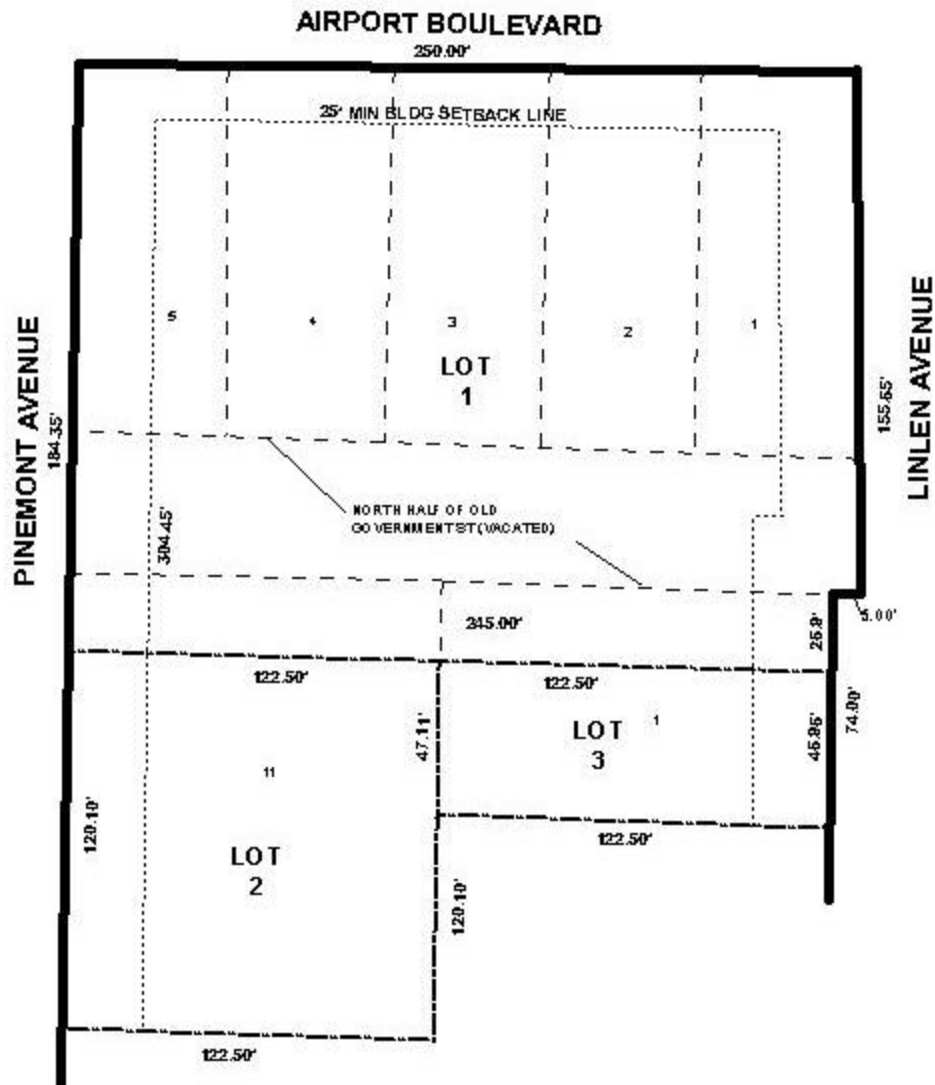 AIRPORT BOULEVARD
250.00'
25' MIN BLDG SETBACK LINE
5
4
3
2
1
LOT
1
PINEMONT AVENUE
184.35'
304.45'
155.65'
LINLEN AVENUE
NORTH HALF OF OLD
GOVERNMENT ST (VACATED)
5.00'
245.00'
25.9'
122.50'
122.50'
47.11'
LOT
3
1
74.00'
11
120.10'
LOT
2
122.50'
120.10'
122.50'